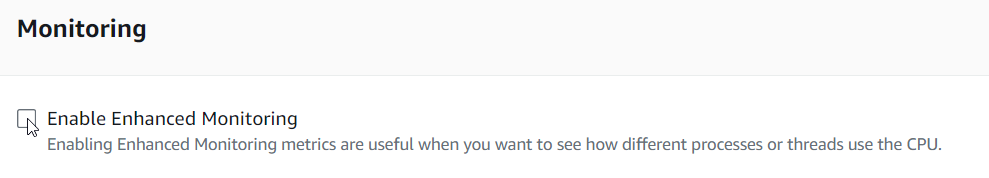 Monitoring
Enable Enhanced Monitoring
Enabling Enhanced Monitoring metrics are useful when you want to see how different processes or threads use the CPU.